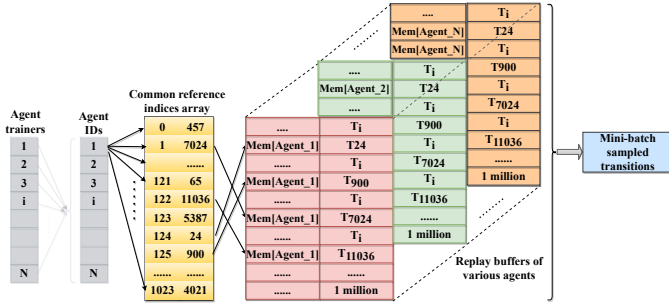 .... Ti
Mem[Agent_N] T24
Mem[Agent_N] Ti
T900
Ti
T7024
Ti
T11036
......
1 million
.... Ti
Mem[Agent_2] T24
.... Ti
T900
Ti
T7024
Ti
T11036
......
1 million
Agent trainers
1
2
3
i
N
Agent IDs
1
2
3
i
N
Common reference indices array
0 457
1 7024
......
121 65
122 11036
123 5387
124 24
125 900
...... ......
1023 4021
.... Ti
Mem[Agent_1] T24
...... Ti
Mem[Agent_1] T900
...... Ti
Mem[Agent_1] T7024
...... Ti
Mem[Agent_1] T11036
...... ......
...... 1 million
Replay buffers of various agents
Mini-batch sampled transitions